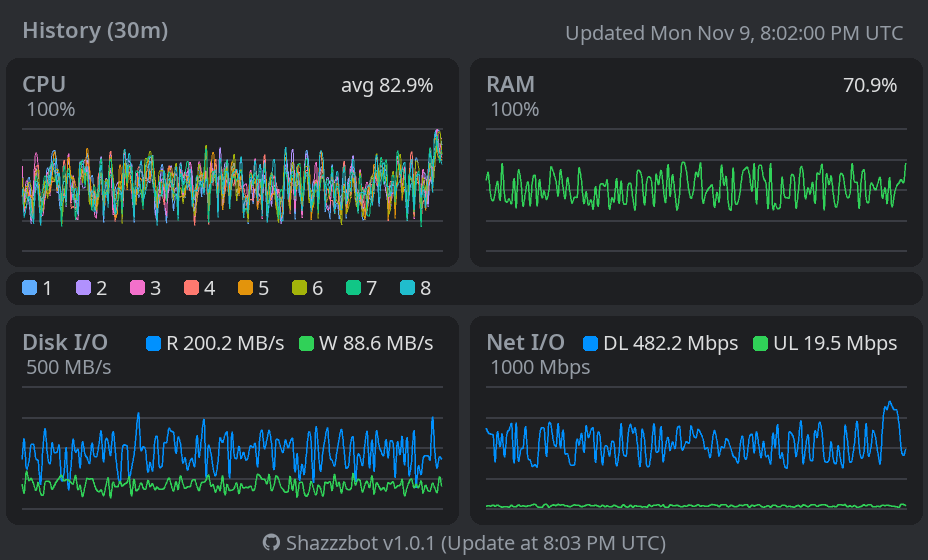 History (30m)
Updated Mon Nov 9, 8:02:00 PM UTC
CPU avg 82.9%
100%
RAM 70.9%
100%
1 2 3 4 5 6 7 8
Disk I/O R 200.2 MB/s W 88.6 MB/s
500 MB/s
Net I/O DL 482.2 Mbps UL 19.5 Mbps
1000 Mbps
Shazzzbot v1.0.1 (Update at 8:03 PM UTC)